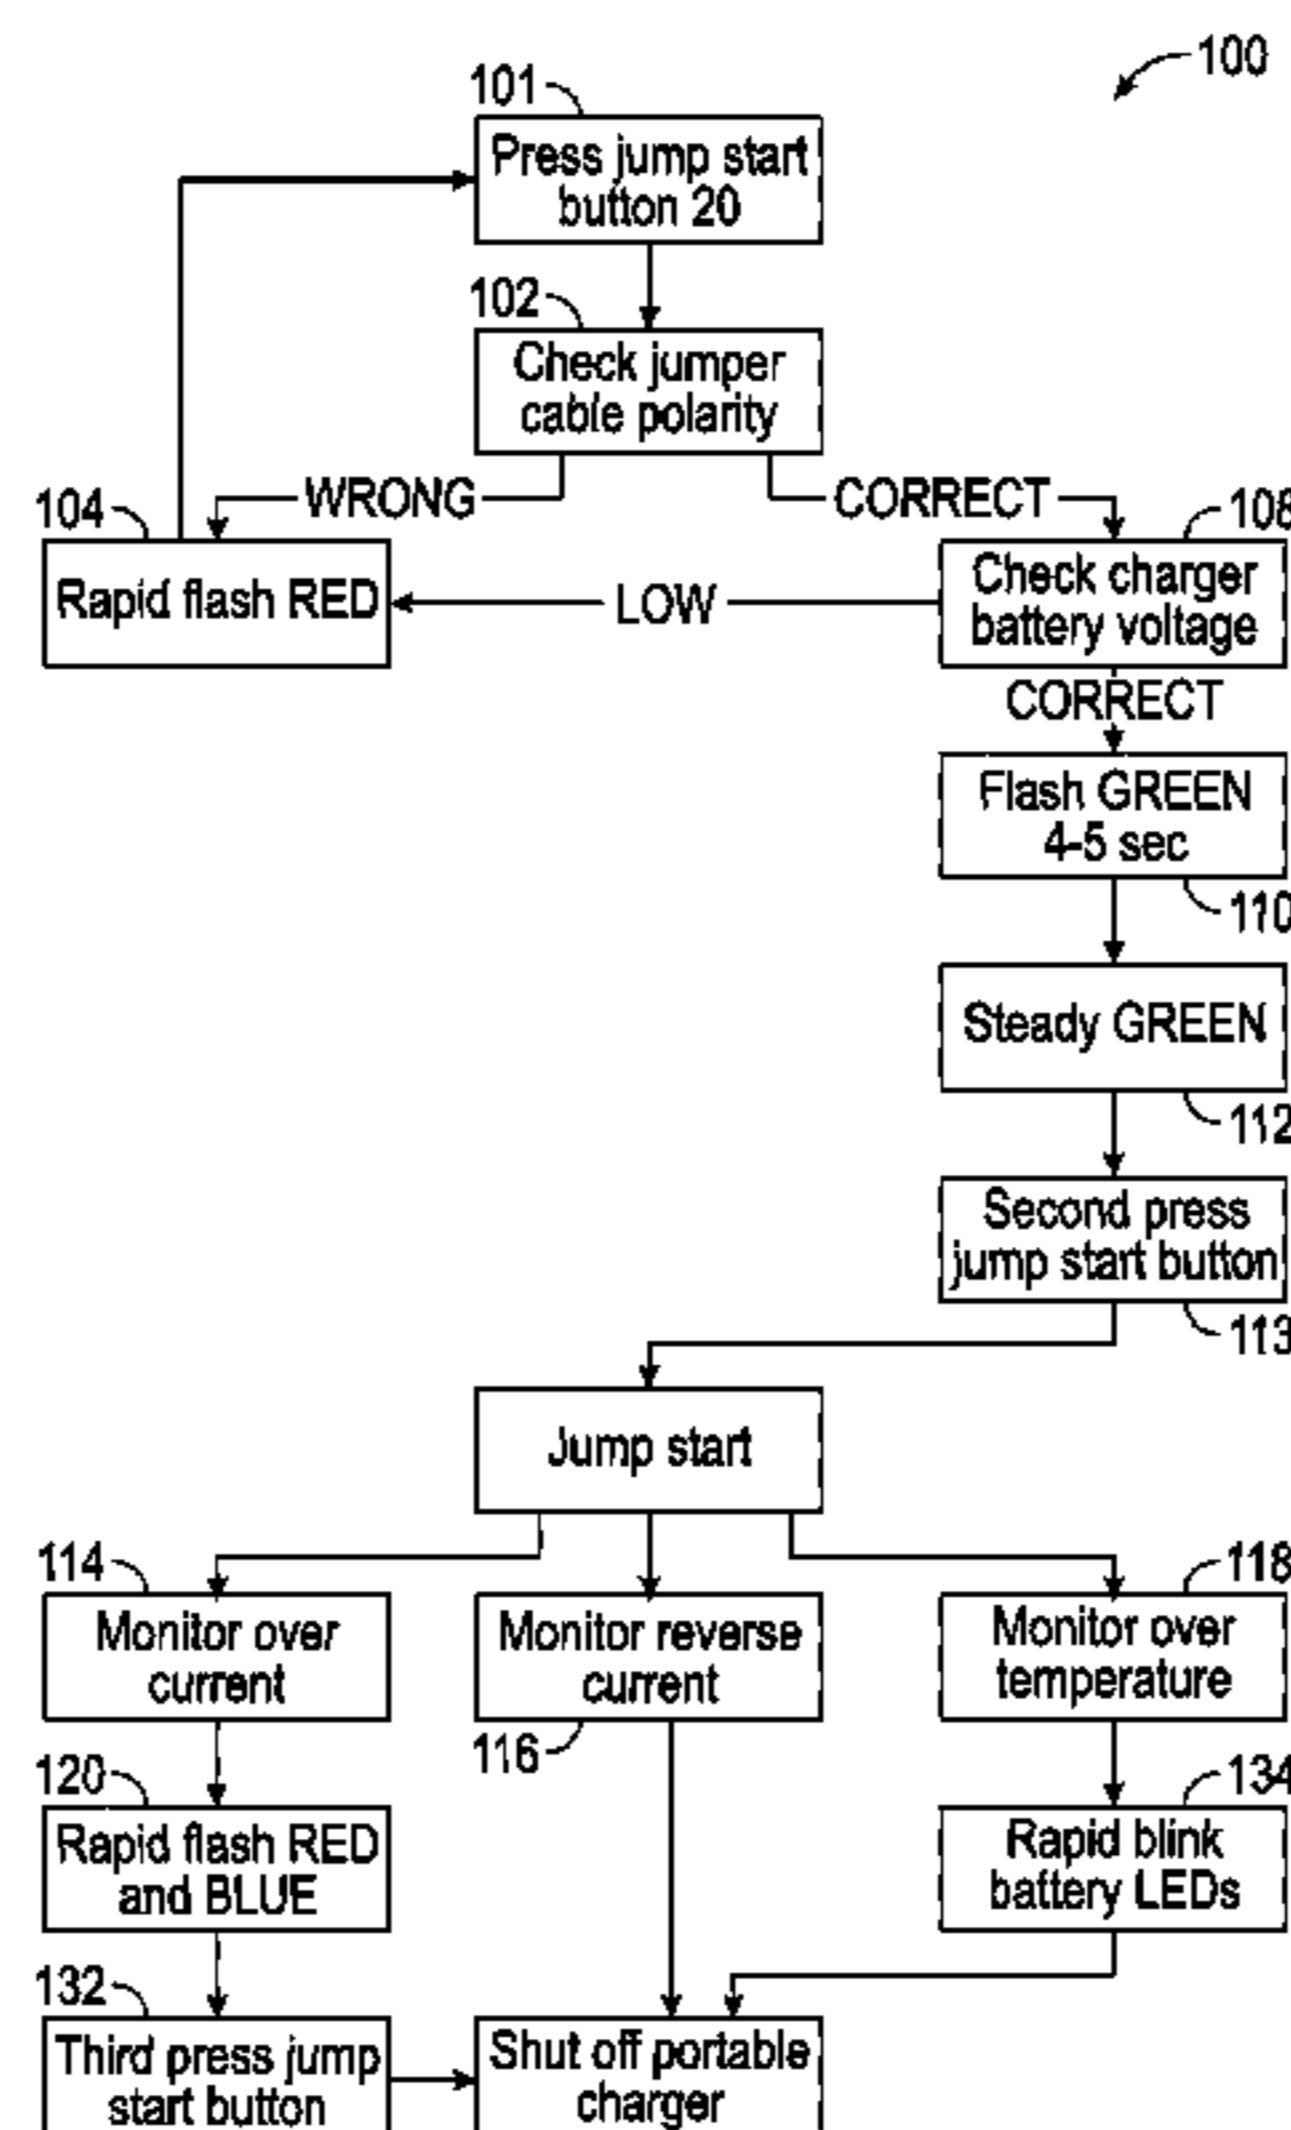 100
101
Press jump start
button 20
102
Check jumper
cable polarity
WRONG
CORRECT
104
Rapid flash RED
LOW
108
Check charger
battery voltage
CORRECT
Flash GREEN
4-5 sec
110
Steady GREEN
112
Second press
jump start button
113
Jump start
114
Monitor over
current
Monitor reverse
current
116
118
Monitor over
temperature
120
Rapid flash RED
and BLUE
134
Rapid blink
battery LEDs
132
Third press jump
start button
Shut off portable
charger